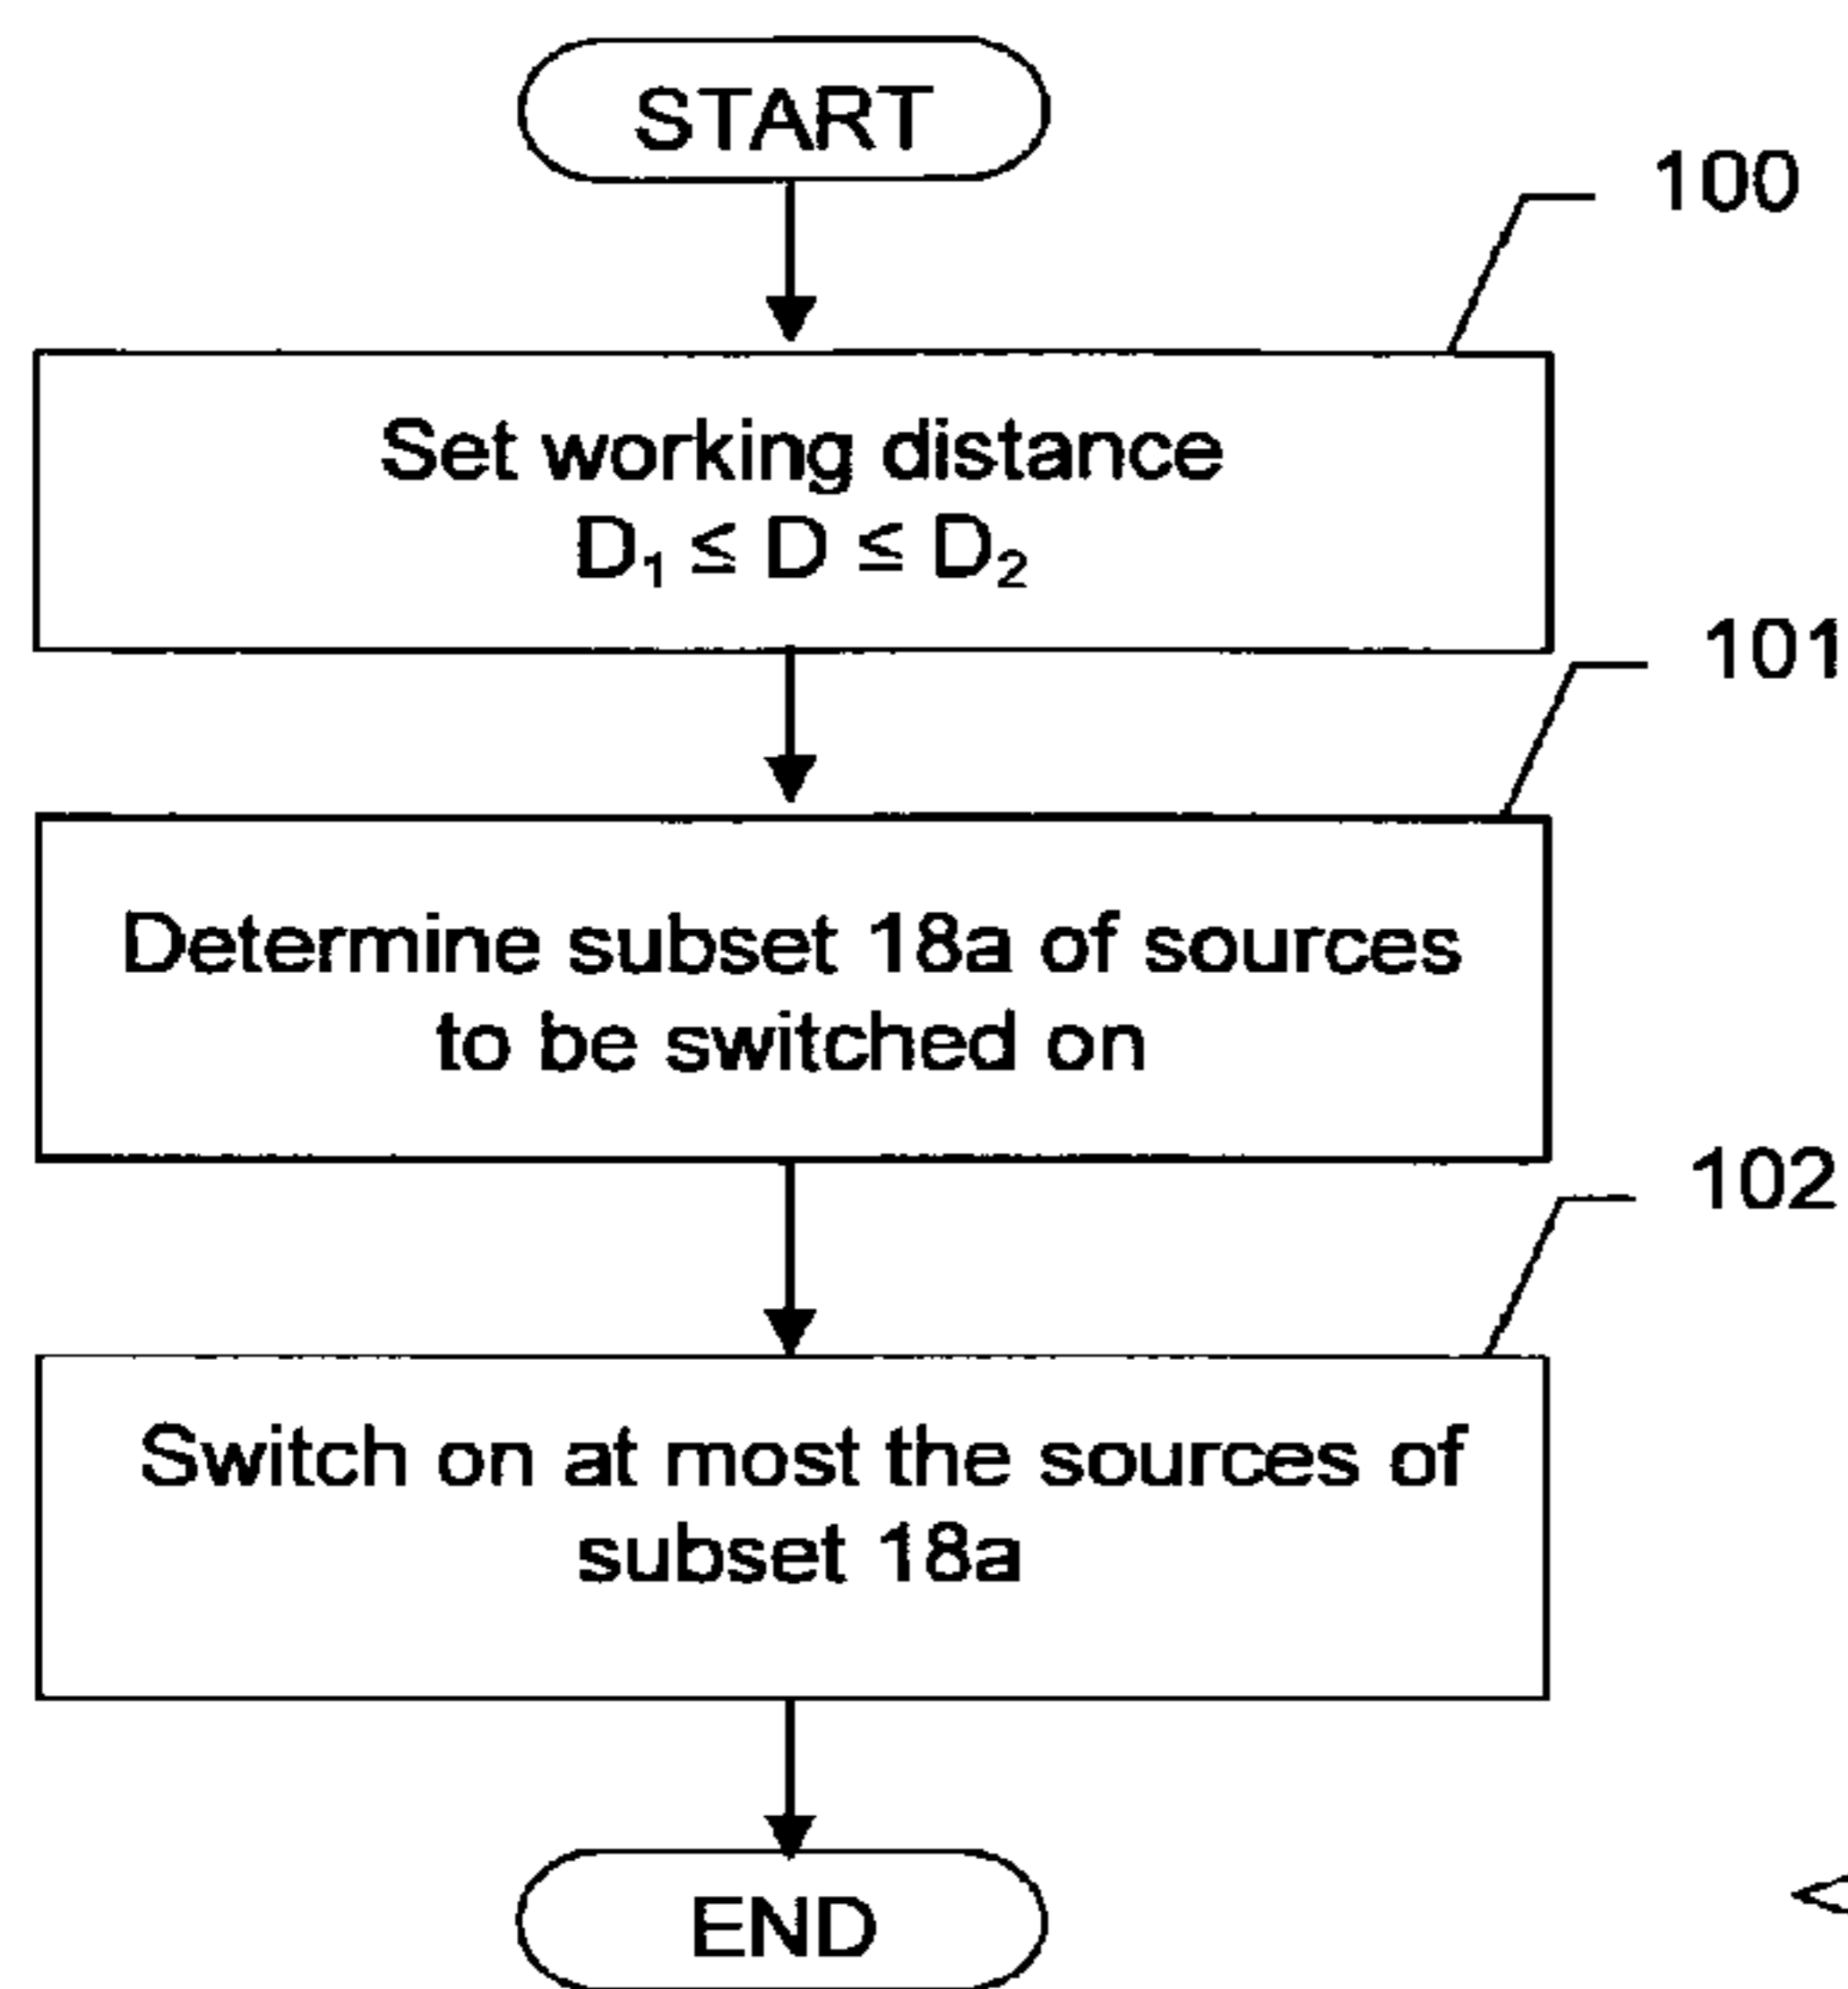 START
100
Set working distance
D₁ ≤ D ≤ D₂
101
Determine subset 18a of sources
to be switched on
102
Switch on at most the sources of
subset 18a
END